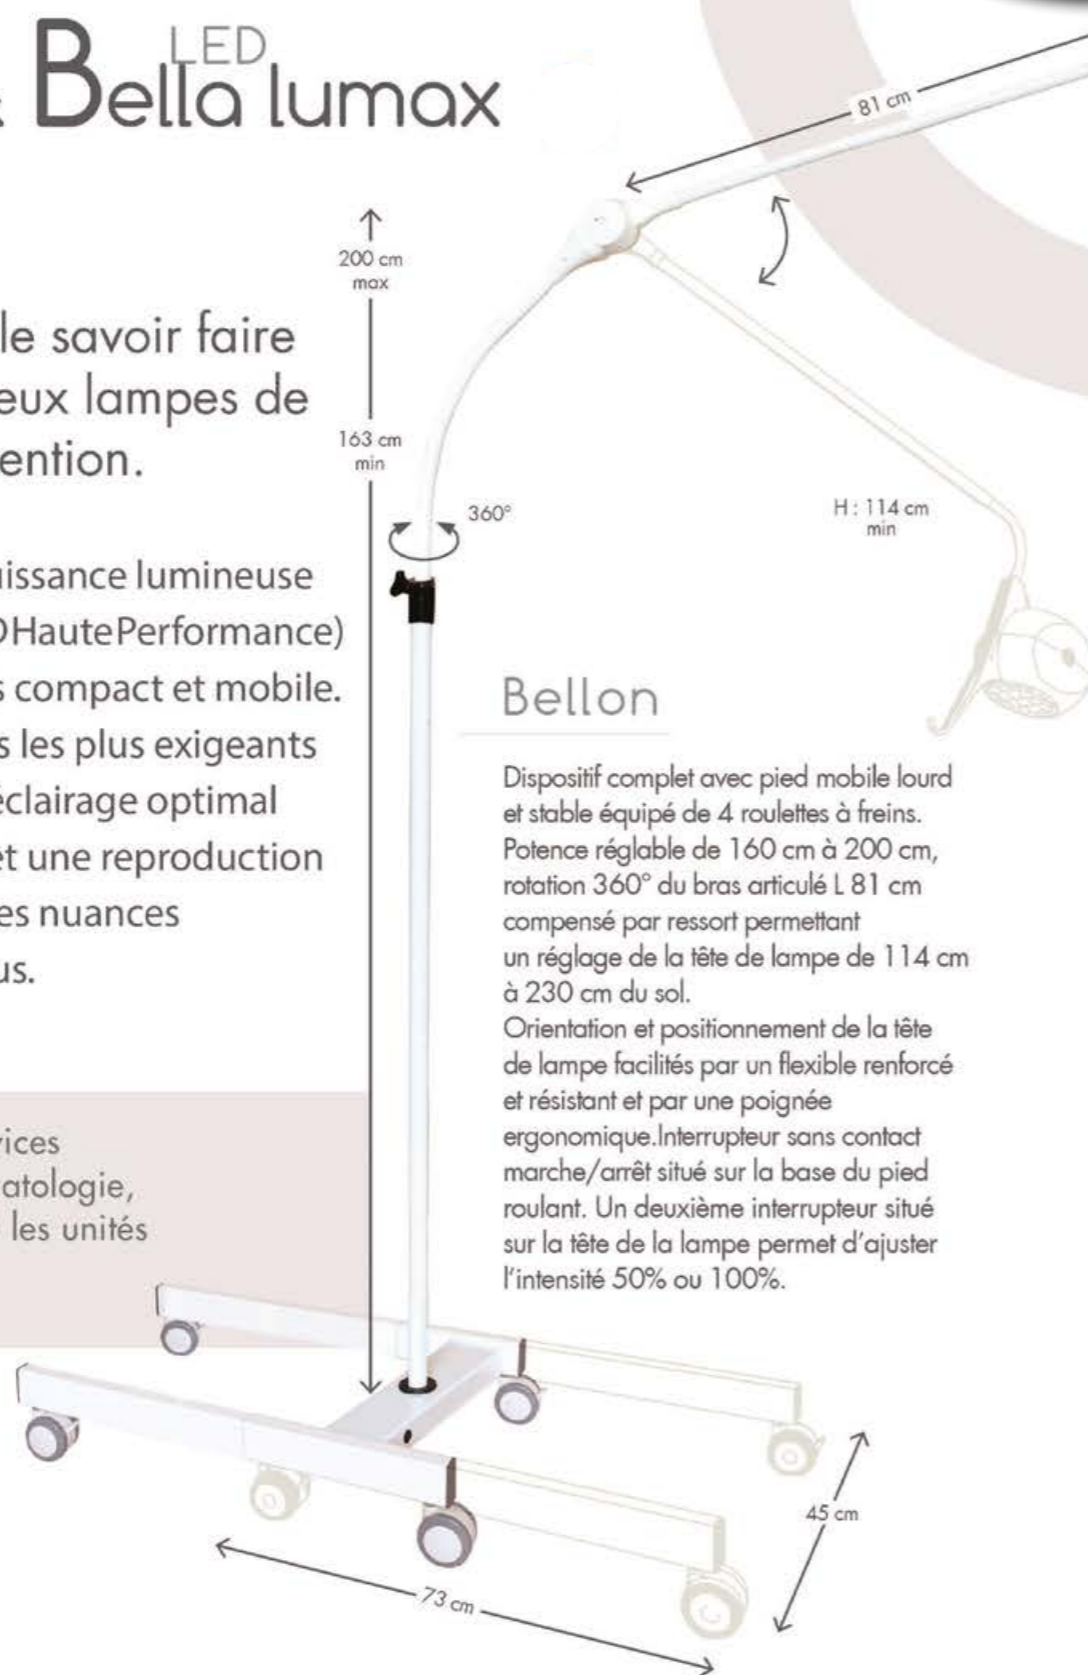 LED
Bella lumax
81 cm
200 cm
max
le savoir faire
eux lampes de
ention.
163 cm
min
360°
H : 114 cm
min
issance lumineuse
HautePerformance)
s compact et mobile.
s les plus exigeants
éclairage optimal
et une reproduction
es nuances
us.
Bellon
Dispositif complet avec pied mobile lourd
et stable équipé de 4 roulettes à freins.
Potence réglable de 160 cm à 200 cm,
rotation 360° du bras articulé L 81 cm
compensé par ressort permettant
un réglage de la tête de lampe de 114 cm
à 230 cm du sol.
Orientation et positionnement de la tête
de lampe facilités par un flexible renforcé
et résistant et par une poignée
ergonomique.Interrupteur sans contact
marche/arrêt situé sur la base du pied
roulant. Un deuxième interrupteur situé
sur la tête de la lampe permet d'ajuster
l'intensité 50% ou 100%.
vices
atologie,
les unités
45 cm
73 cm